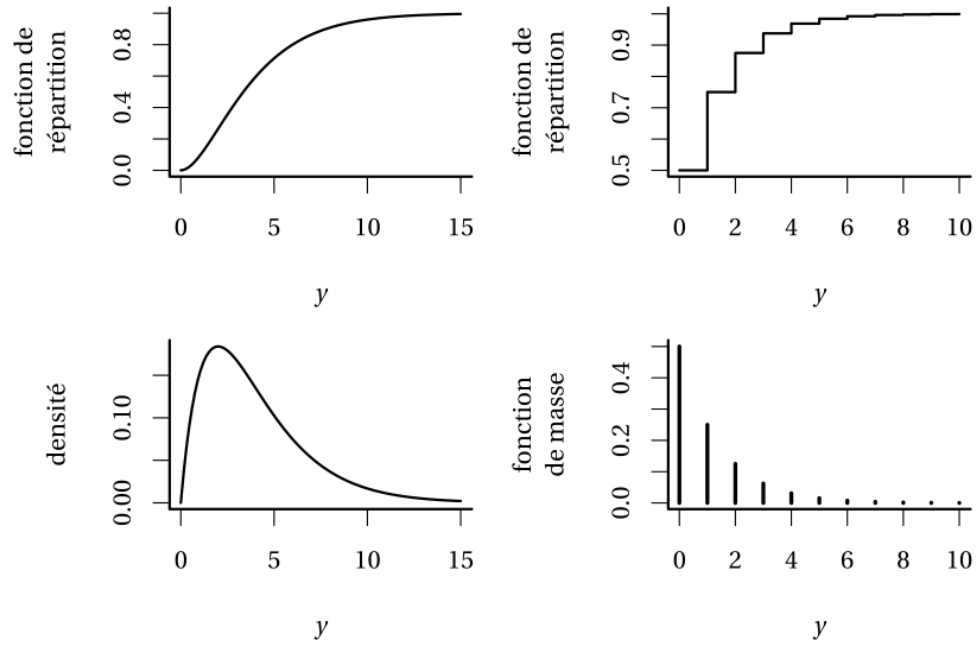 fonction de
répartition
0.0 0.4 0.8
0 5 10 15
y
fonction de
répartition
0.5 0.7 0.9
0 2 4 6 8 10
y
densité
0.00 0.10
0 5 10 15
y
fonction
de masse
0.0 0.2 0.4
0 2 4 6 8 10
y